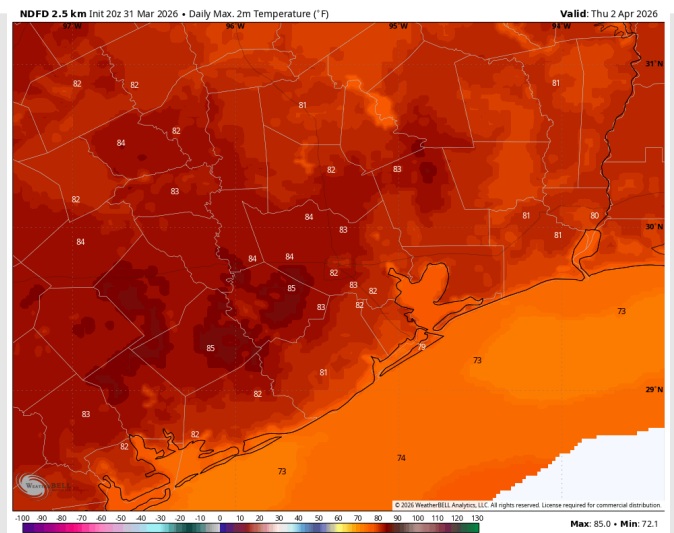 NDFD 2.5 km Init 20z 31 Mar 2026 • Daily Max. 2m Temperature (°F)
Valid: Thu 2 Apr 2026
97°W 96°W 95°W 94°W
31°N
82 82 81 81
82
84
82 83
83
82
84 81 80
83 81
30°N
84
84 84
82
85 83 82
83 82
73
79
85
73
81
29°N
82
83
82
82
74
73
WeatherBELL
© 2026 WeatherBELL Analytics, LLC. All rights reserved. License required for commercial distribution.
-100 -90 -80 -70 -60 -50 -40 -30 -20 -10 0 10 20 30 40 50 60 70 80 90 100 110 120 130
Max: 85.0 • Min: 72.1